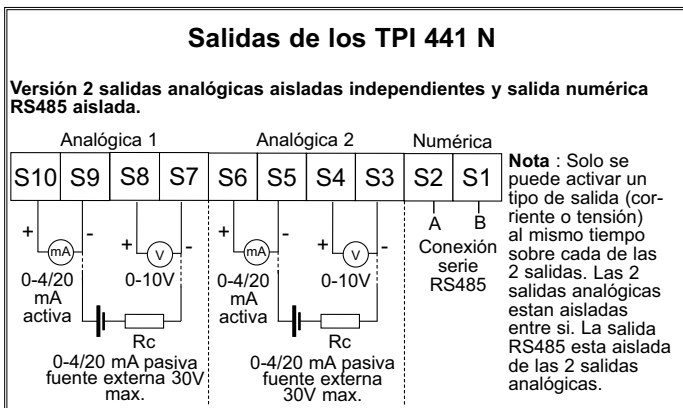 Salidas de los TPI 441 N
Versión 2 salidas analógicas aisladas independientes y salida numérica
RS485 aislada.
Analógica 1
Analógica 2
Numérica
S10 S9 S8 S7 S6 S5 S4 S3 S2 S1
+ - + - + - + - A B
mA V mA V
0-4/20
mA
activa
0-10V
0-4/20
mA
activa
0-10V
Conexión
serie
RS485
Rc
0-4/20 mA pasiva
fuente externa 30V
max.
Rc
0-4/20 mA pasiva
fuente externa 30V
max.
Nota : Solo se
puede activar un
tipo de salida (cor-
riente o tensión)
al mismo tiempo
sobre cada de las
2 salidas. Las 2
salidas analógicas
estan aisladas
entre si. La salida
RS485 esta aislada
de las 2 salidas
analógicas.